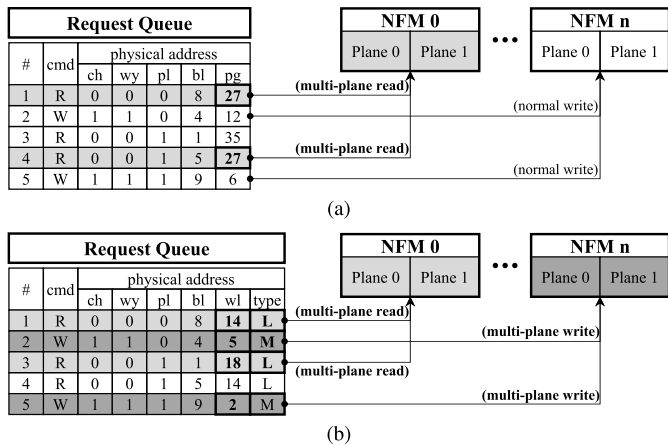 Request Queue
NFM 0
NFM n
Plane 0 Plane 1 ••• Plane 0 Plane 1
# cmd physical address
ch wy pl bl pg
1 R 0 0 0 8 27 (multi-plane read)
2 W 1 1 0 4 12 (normal write)
3 R 0 0 1 1 35
4 R 0 0 1 5 27 (multi-plane read)
5 W 1 1 1 9 6 (normal write)
(a)
Request Queue
NFM 0
NFM n
Plane 0 Plane 1 ••• Plane 0 Plane 1
# cmd physical address
ch wy pl bl wl type
1 R 0 0 0 8 14 L (multi-plane read)
2 W 1 1 0 4 5 M (multi-plane write)
3 R 0 0 1 1 18 L (multi-plane read)
4 R 0 0 1 5 14 L
5 W 1 1 1 9 2 M (multi-plane write)
(b)